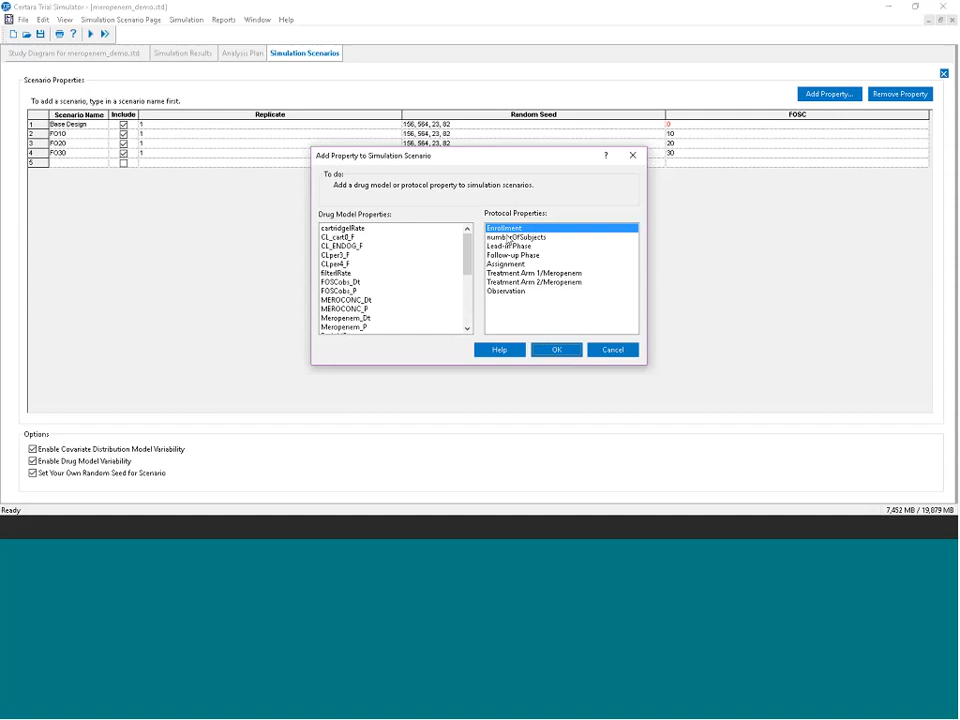 Certara Trial Simulator - [meropenem_demo.std]
File Edit View Simulation Scenario Page Simulation Reports Window Help
Study Diagram for meropenem_demo.std Simulation Results Analysis Plan Simulation Scenarios
Scenario Properties
To add a scenario, type in a scenario name first.
Add Property... Remove Property
Scenario Name Include Replicate Random Seed FOSC
1 Base Design 1 156, 564, 23, 82 0
2 FO10 1 156, 564, 23, 82 10
3 FO20 1 156, 564, 23, 82 20
4 FO30 1 30
5
Add Property to Simulation Scenario ?
To do:
Add a drug model or protocol property to simulation scenarios.
Drug Model Properties:
cartridgeRate
CL_cart0_F
CL_ENDOG_F
CLper3_F
CLper4_F
filterRate
FOSCobs_Dt
FOSCobs_P
MEROCONC_Dt
MEROCONC_P
Meropenem_Dt
Meropenem_P
Protocol Properties:
Enrollment
numberOfSubjects
Lead-in Phase
Follow-up Phase
Assignment
Treatment Arm 1/Meropenem
Treatment Arm 2/Meropenem
Observation
Help OK Cancel
Options
Enable Covariate Distribution Model Variability
Enable Drug Model Variability
Set Your Own Random Seed for Scenario
Ready 7,452 MB / 19,879 MB